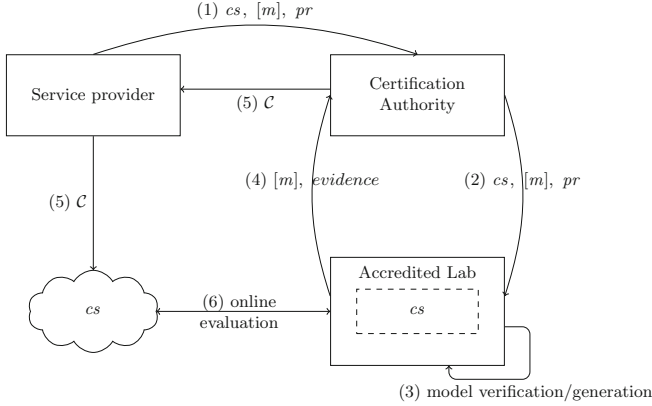 (1) cs, [m], pr
Service provider
Certification
Authority
(5) 𝒞
(4) [m], evidence
(2) cs, [m], pr
(5) 𝒞
Accredited Lab
cs
(6) online
evaluation
cs
(3) model verification/generation